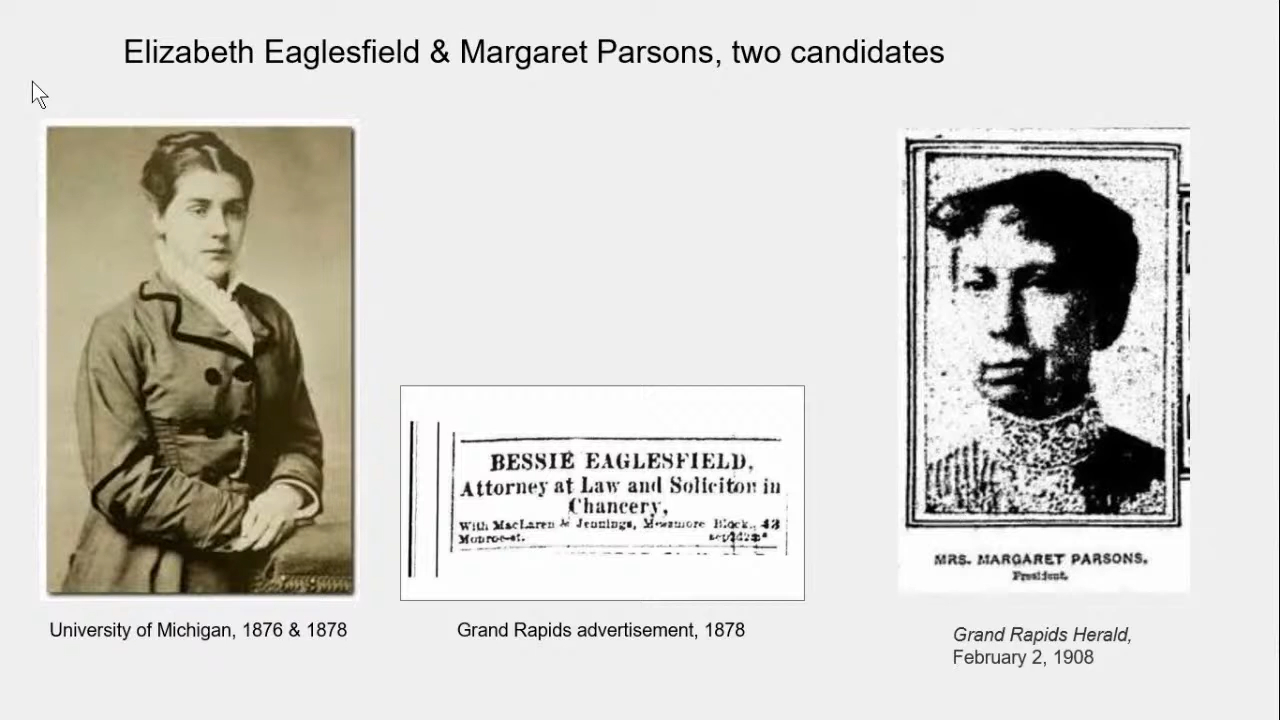 Elizabeth Eaglesfield & Margaret Parsons, two candidates
BESSIE EAGLESFIELD,
Attorney at Law and Solicitor in
Chancery,
With MacLaren & Jennings, Block, 43
Monroe-st.
MRS. MARGARET PARSONS,
President.
University of Michigan, 1876 & 1878
Grand Rapids advertisement, 1878
Grand Rapids Herald,
February 2, 1908